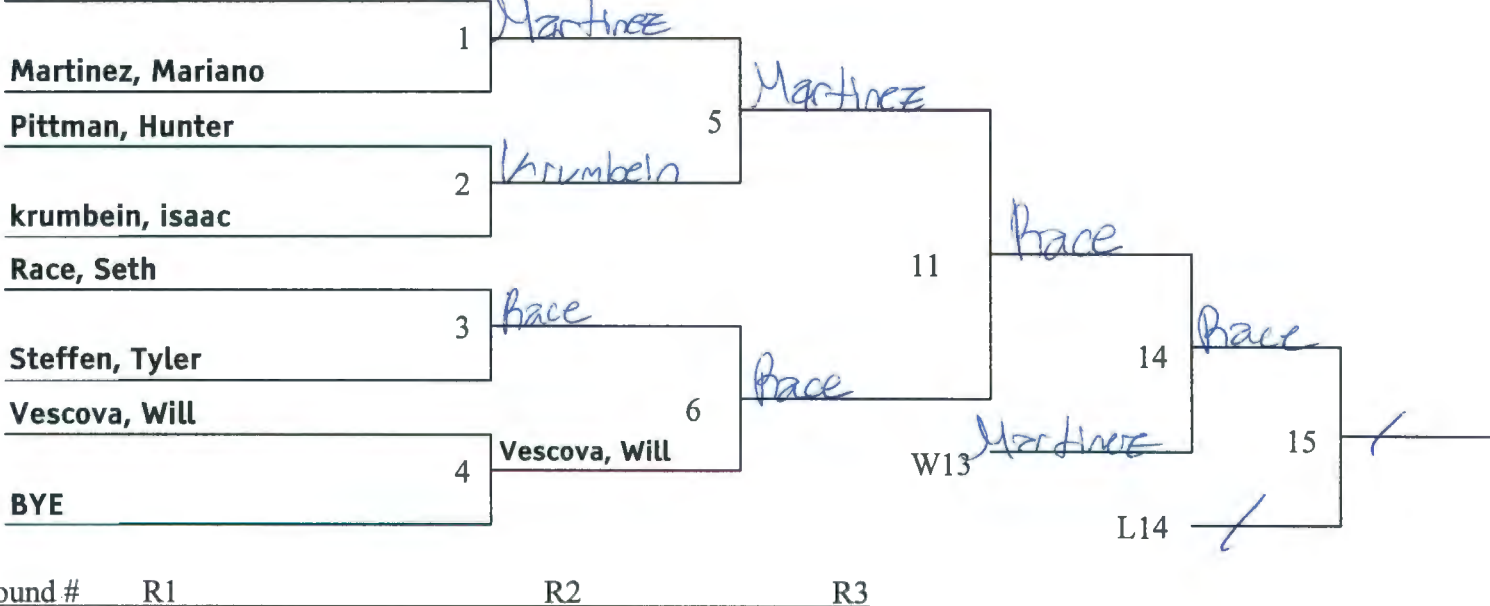 Martinez
1
Martinez, Mariano
Martinez
Pittman, Hunter
5
2
Krumbein
krumbein, isaac
Race
Race, Seth
11
3
Race
Race
Steffen, Tyler
14
Race
Vescova, Will
6
Martinez
15
Vescova, Will
W13
4
BYE
L14
ound # R1 R2 R3